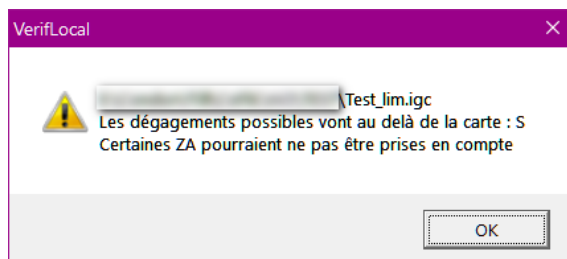 VerifLocal
\Test_lim.igc
Les dégagements possibles vont au delà de la carte : S
Certaines ZA pourraient ne pas être prises en compte
OK